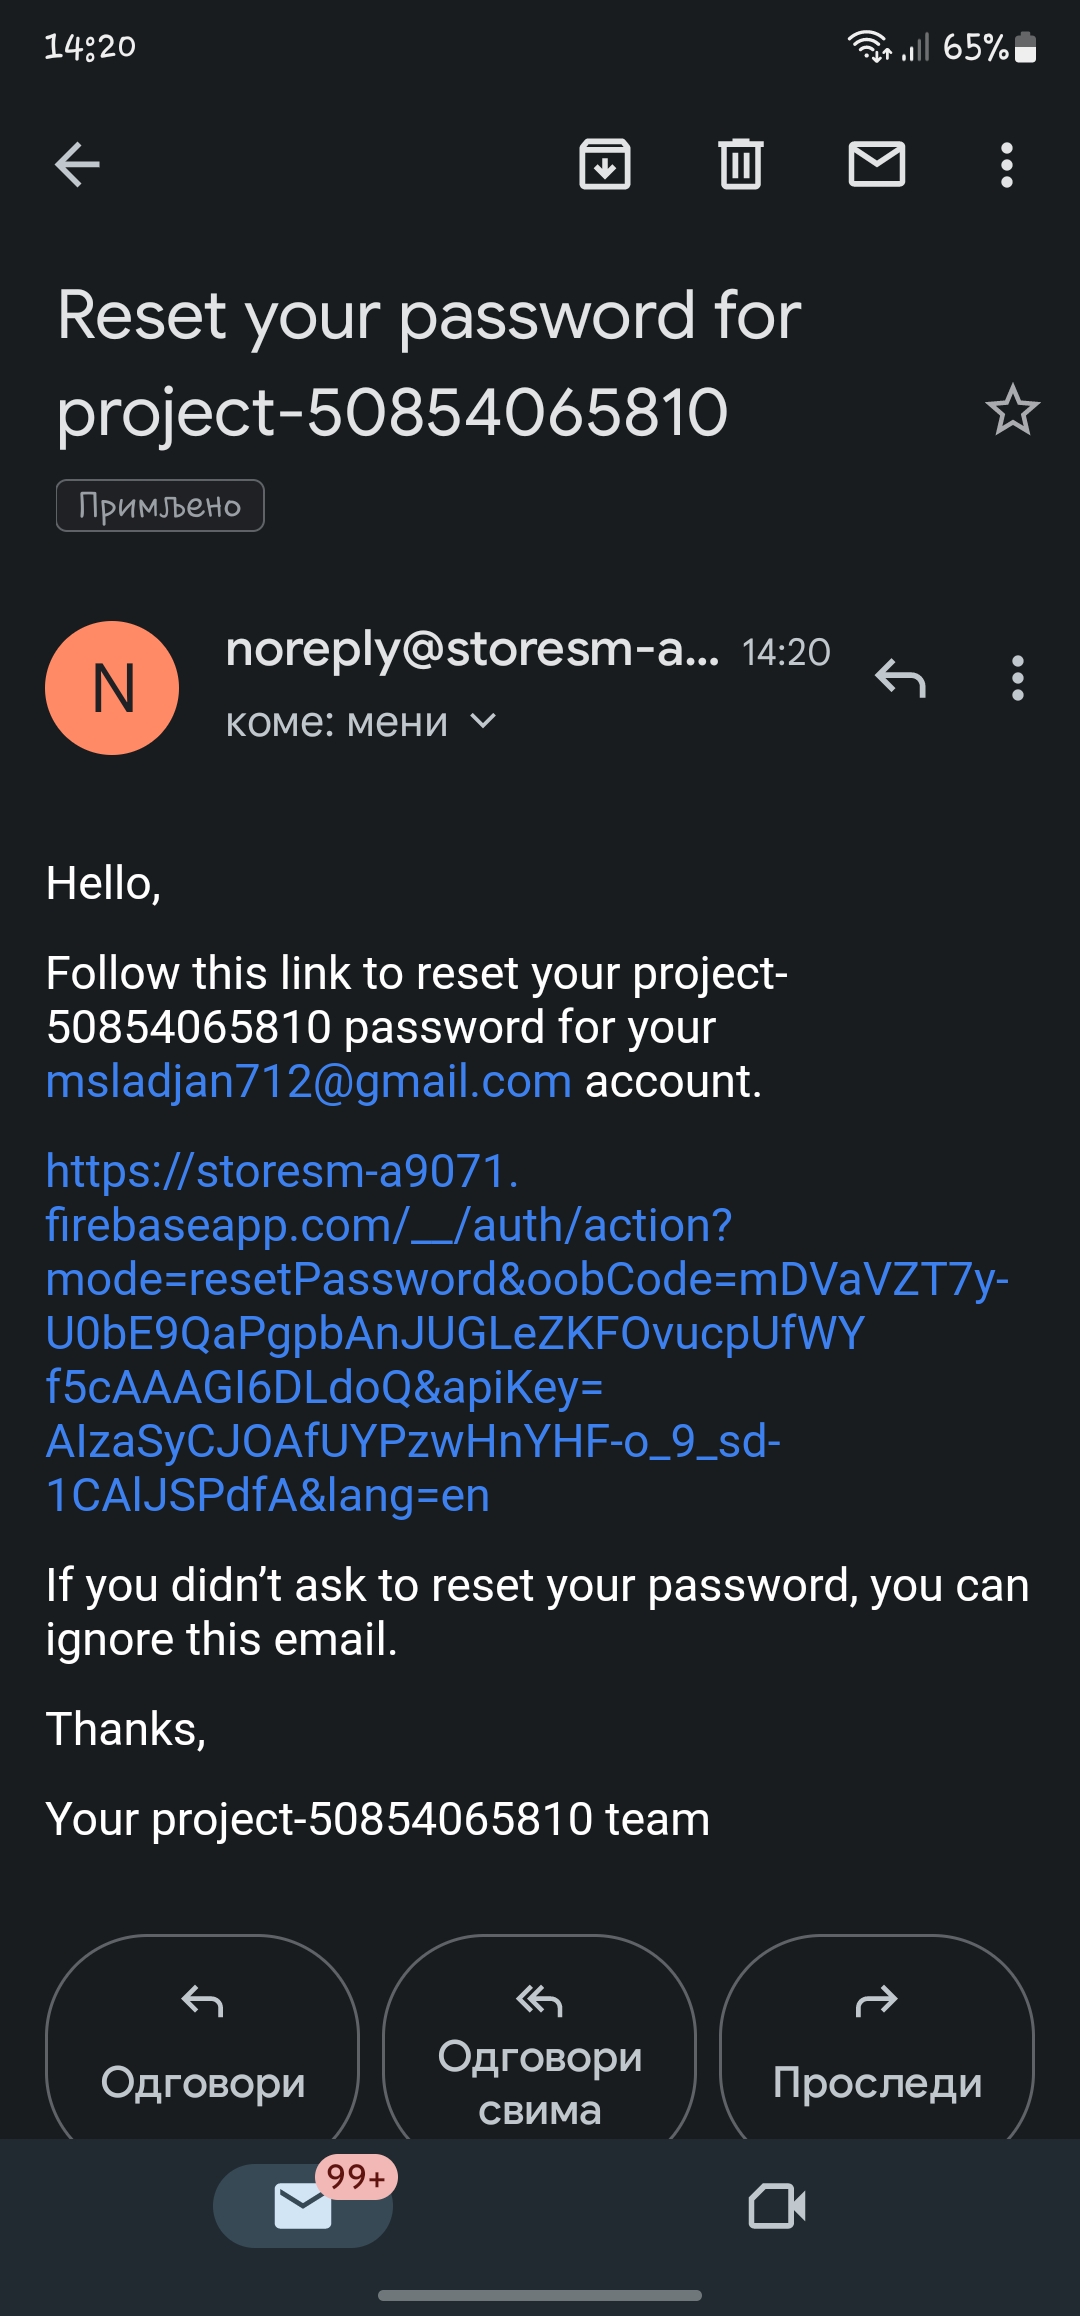 14:20
65%
Reset your password for
project-50854065810
Примљено
N
noreply@storesm-a... 14:20
коме: мени
Hello,
Follow this link to reset your project-
50854065810 password for your
msladjan712@gmail.com account.
https://storesm-a9071.
firebaseapp.com/__/auth/action?
mode=resetPassword&oobCode=mDVaVZT7y-
U0bE9QaPgpbAnJUGLeZKFOvucpUfWY
f5cAAAGI6DLdoQ&apiKey=
AIzaSyCJOAfUYPzwHnYHF-o_9_sd-
1CAlJSPdfA&lang=en
If you didn’t ask to reset your password, you can
ignore this email.
Thanks,
Your project-50854065810 team
Одговори
Одговори
свима
Проследи
99+